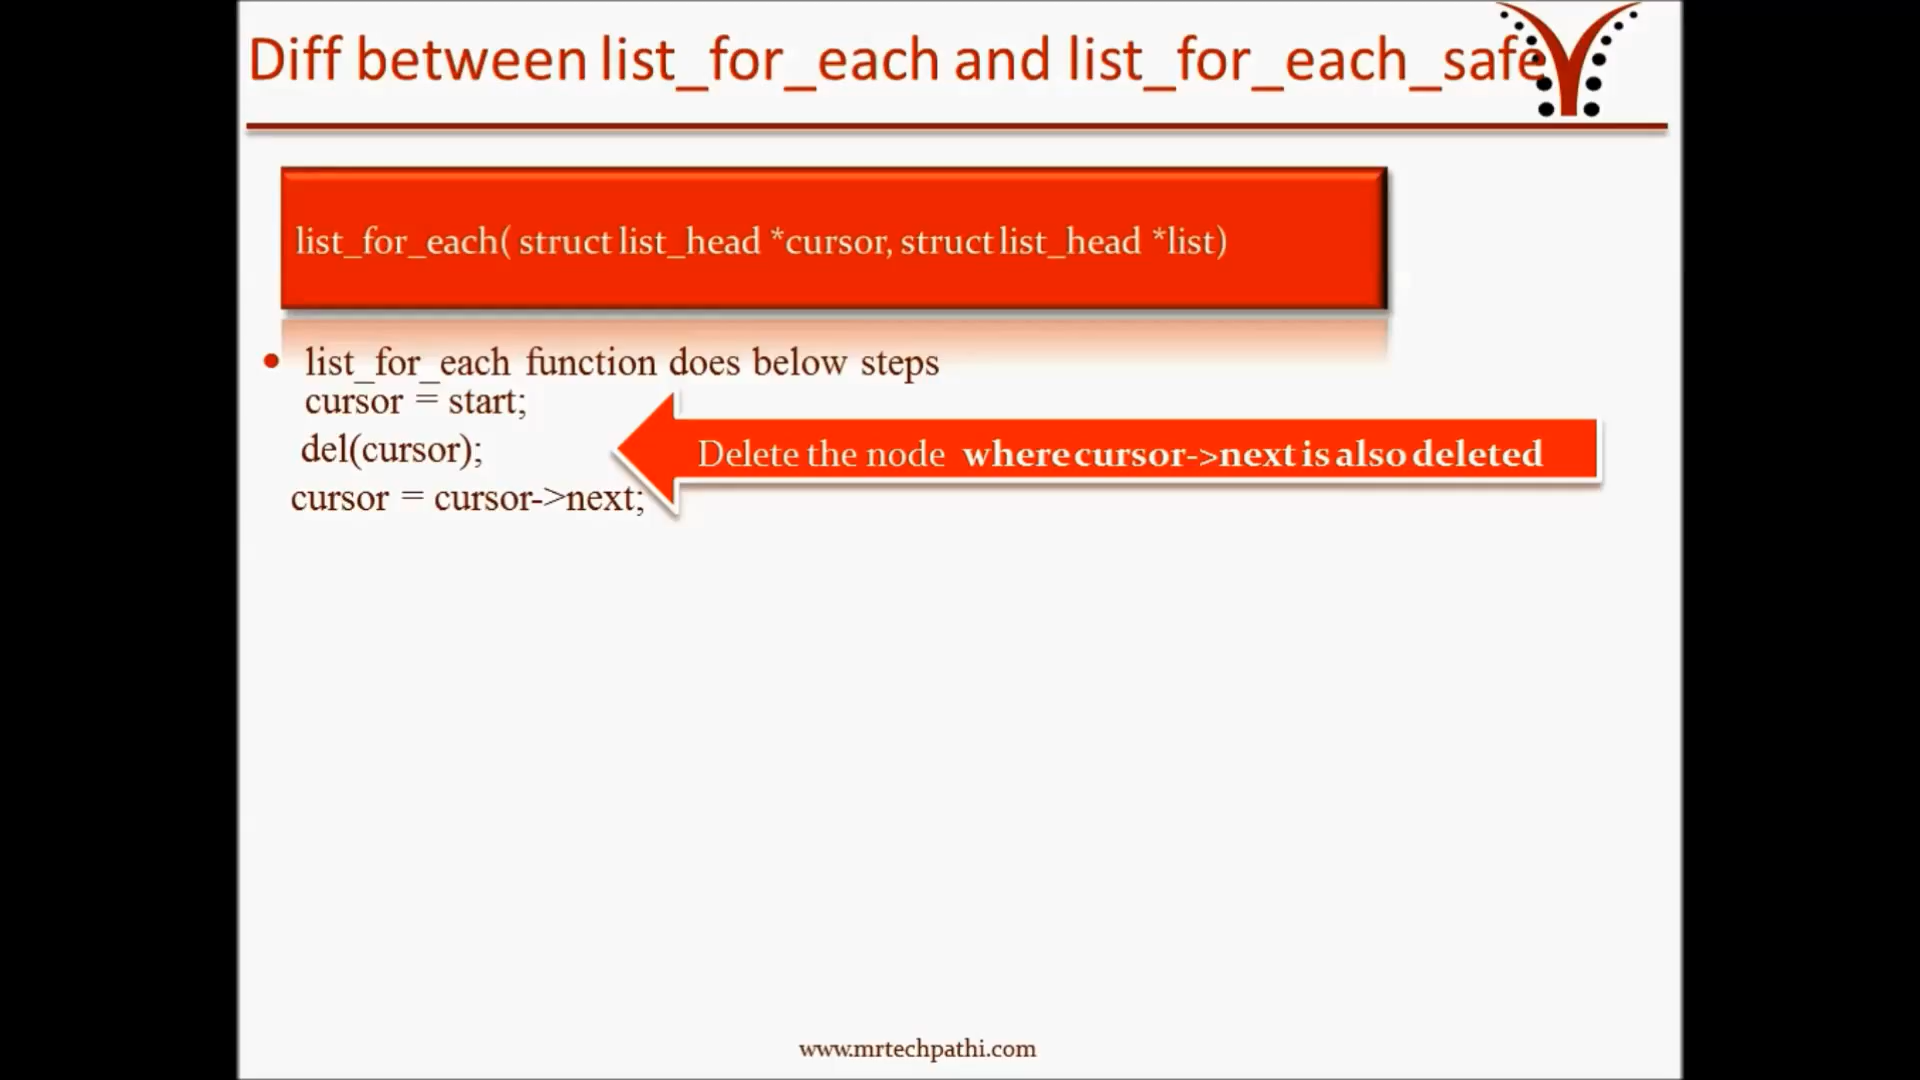 Diff between list_for_each and list_for_each_safe
list_for_each( struct list_head *cursor, struct list_head *list)
• list_for_each function does below steps
cursor = start;
del(cursor);
Delete the node where cursor->next is also deleted
cursor = cursor->next;
www.mrtechpathi.com